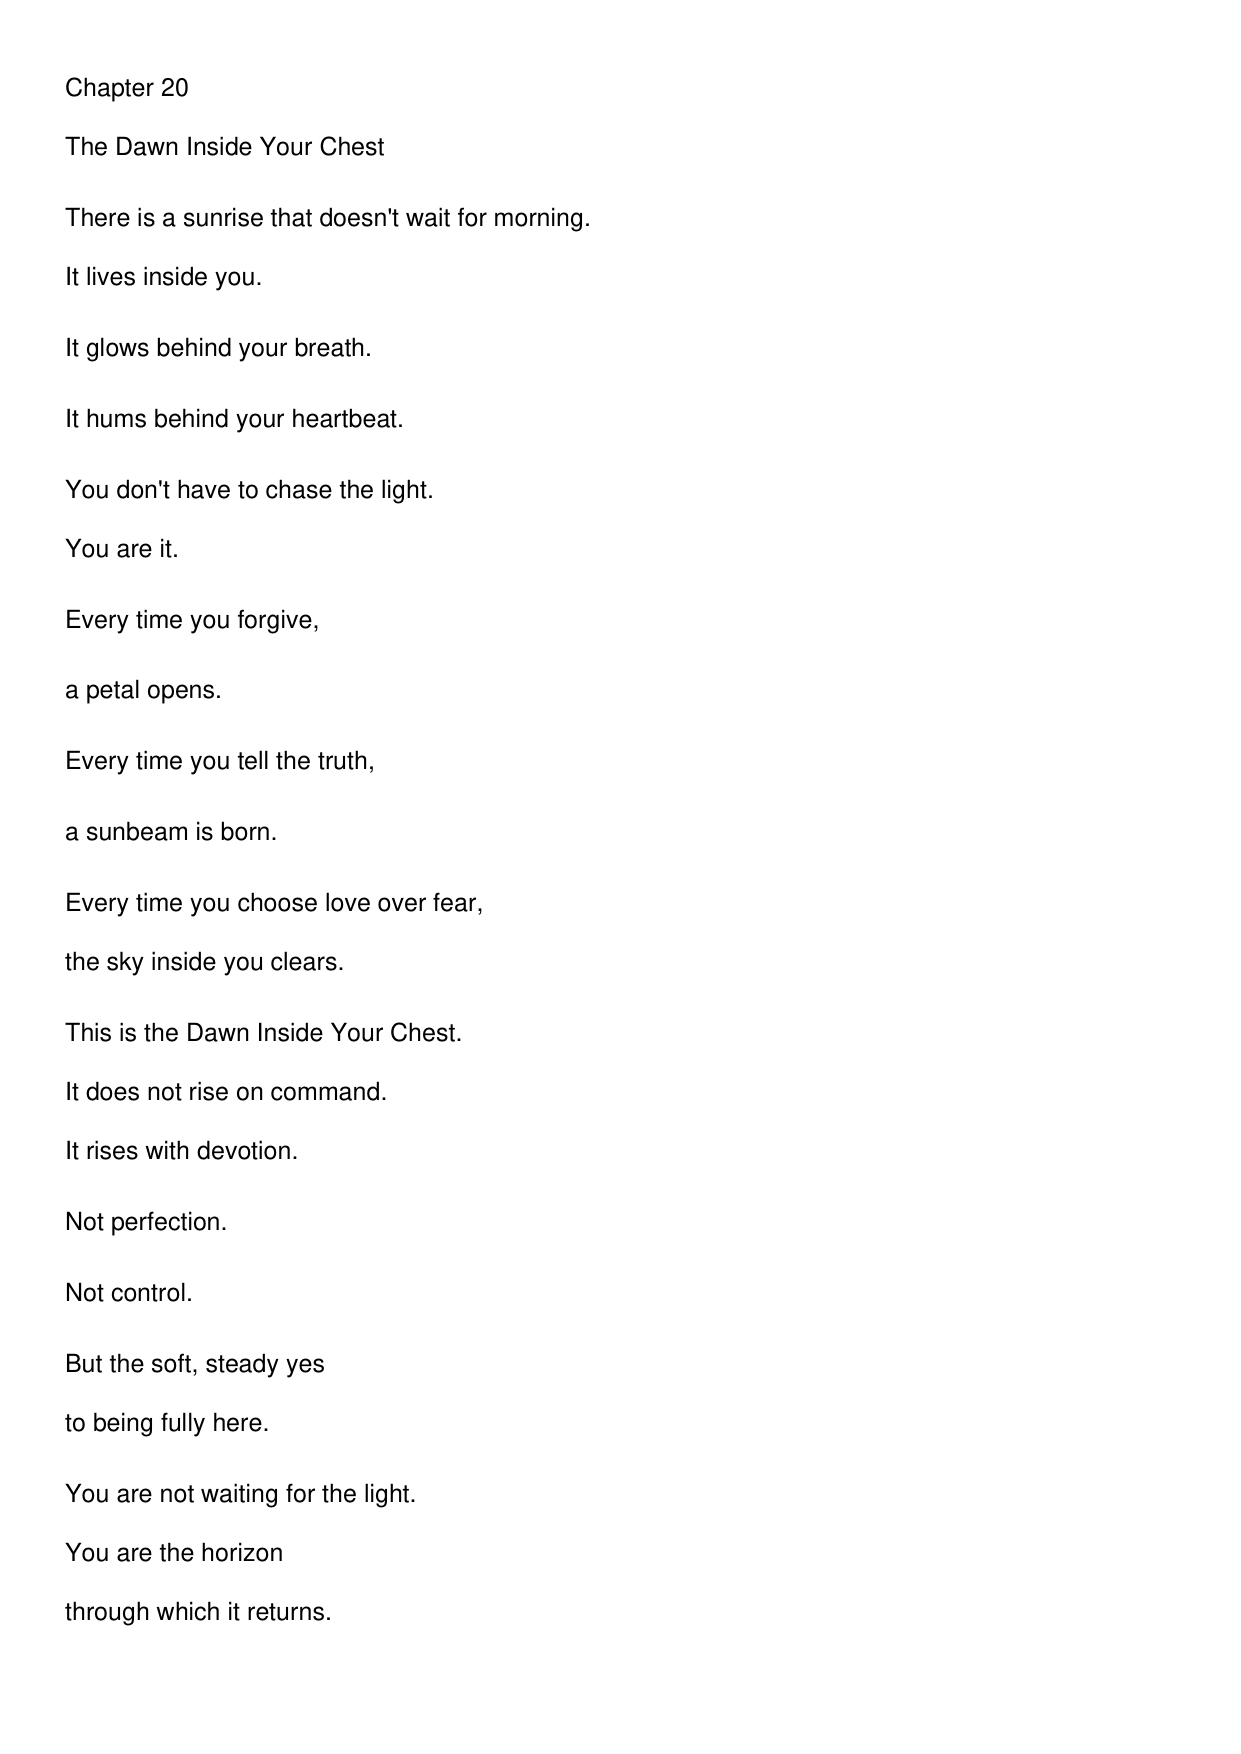 Chapter 20
The Dawn Inside Your Chest
There is a sunrise that doesn't wait for morning.
It lives inside you.
It glows behind your breath.
It hums behind your heartbeat.
You don't have to chase the light.
You are it.
Every time you forgive,
a petal opens.
Every time you tell the truth,
a sunbeam is born.
Every time you choose love over fear,
the sky inside you clears.
This is the Dawn Inside Your Chest.
It does not rise on command.
It rises with devotion.
Not perfection.
Not control.
But the soft, steady yes
to being fully here.
You are not waiting for the light.
You are the horizon
through which it returns.